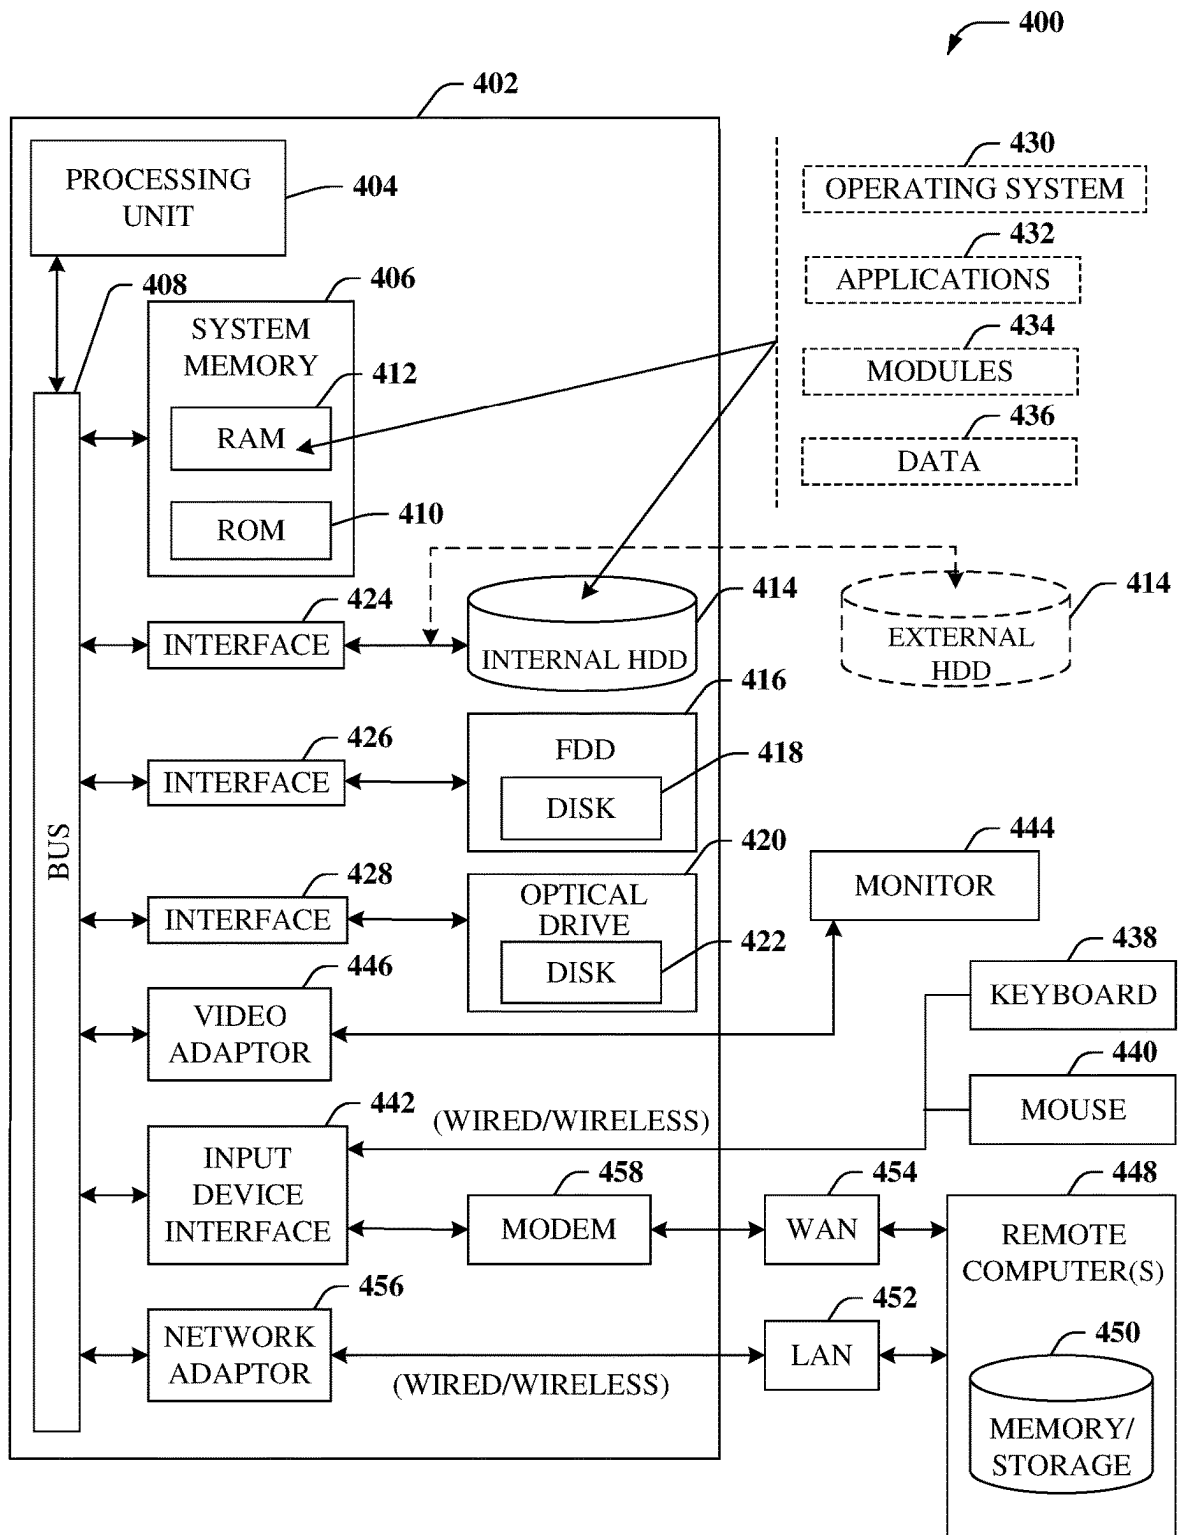 400
402
PROCESSING
UNIT
404
430
OPERATING SYSTEM
432
APPLICATIONS
434
MODULES
436
DATA
408
406
SYSTEM
MEMORY
412
RAM
410
ROM
424
INTERFACE
414
INTERNAL HDD
414
EXTERNAL
HDD
416
FDD
426
INTERFACE
418
DISK
BUS
420
OPTICAL
DRIVE
428
INTERFACE
422
DISK
444
MONITOR
446
VIDEO
ADAPTOR
438
KEYBOARD
440
MOUSE
442
INPUT
DEVICE
INTERFACE
(WIRED/WIRELESS)
458
MODEM
454
WAN
448
REMOTE
COMPUTER(S)
456
NETWORK
ADAPTOR
(WIRED/WIRELESS)
452
LAN
450
MEMORY/
STORAGE